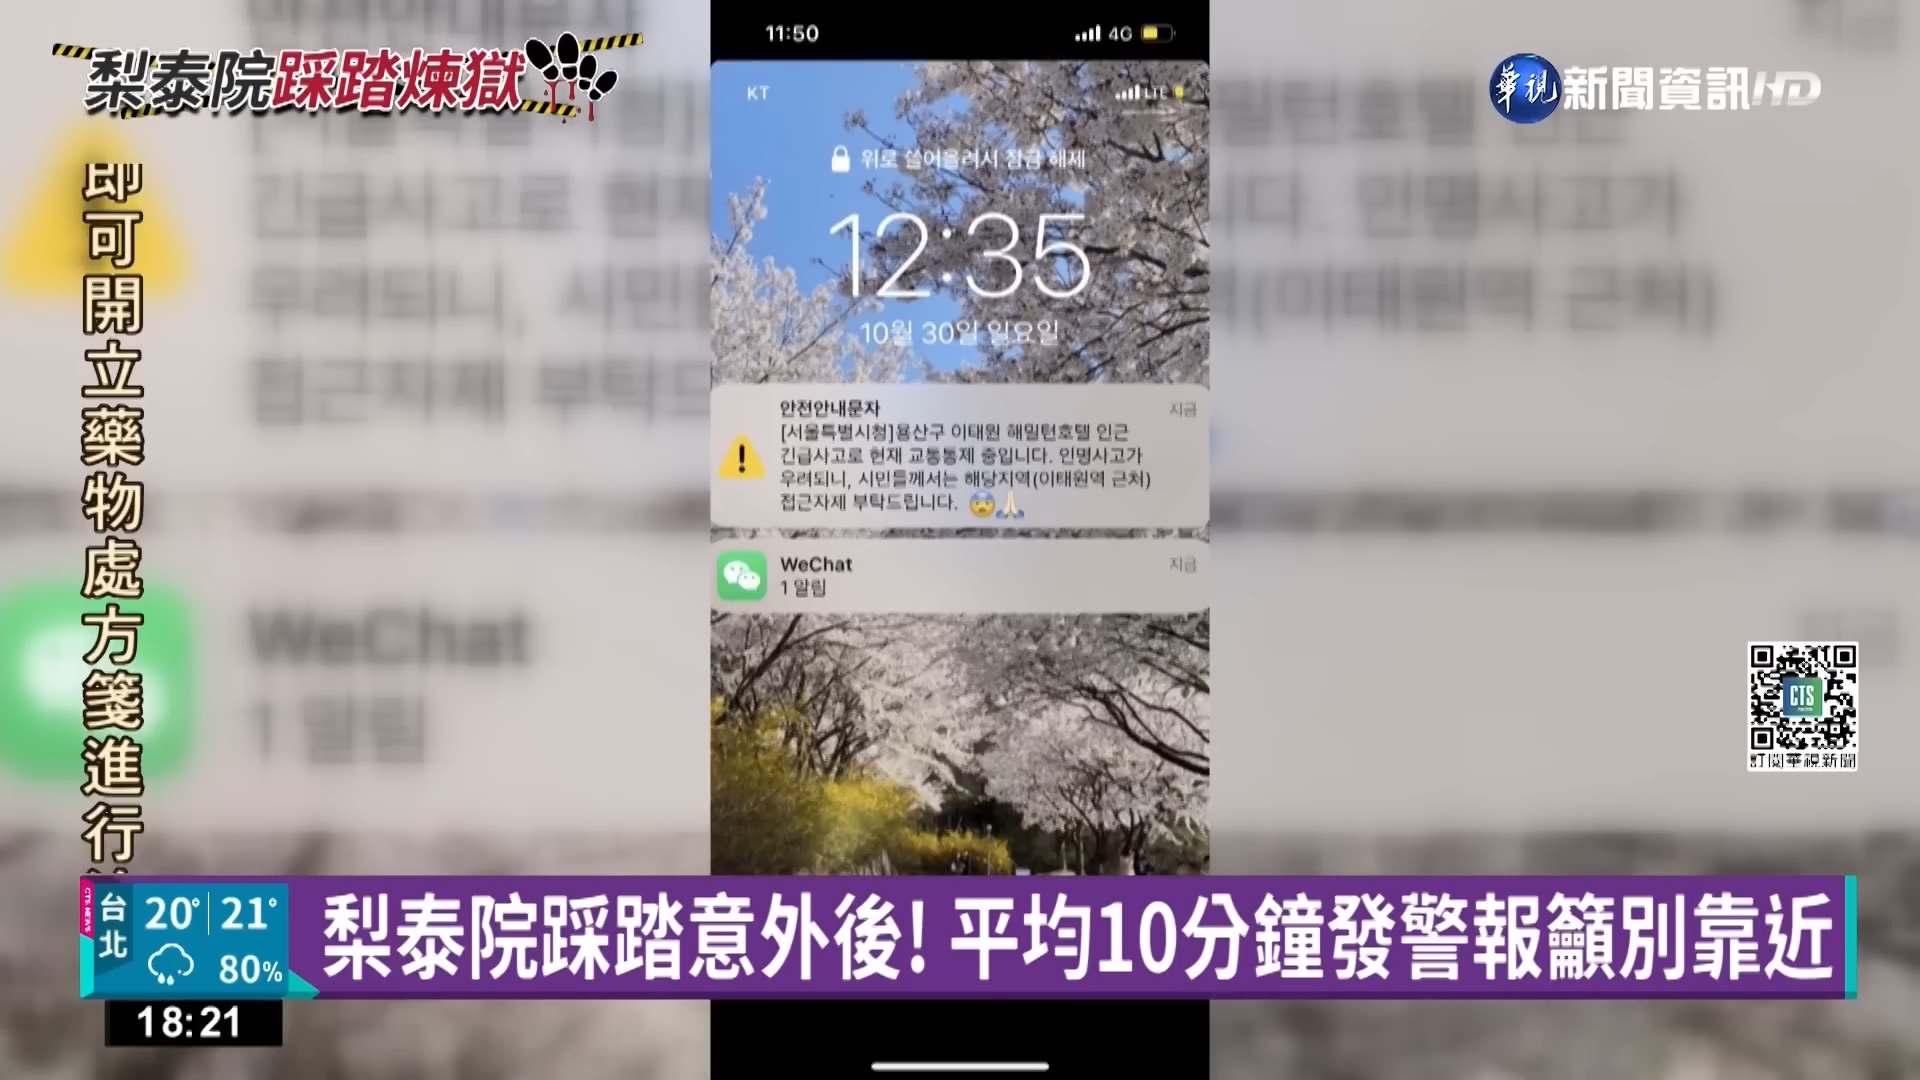 梨泰院踩踏煉獄
華視 新聞資訊HD
即可開立藥物處方箋進行
11:50
4G
KT
LTE
위로 쓸어올려서 잠금 해제
12:35
10월 30일 일요일
안전안내문자
지금
[서울특별시청]용산구 이태원 해밀턴호텔 인근
긴급사고로 현재 교통통제 중입니다. 인명사고가
우려되니, 시민들께서는 해당지역(이태원역 근처)
접근자제 부탁드립니다. 😨🙏🏻
WeChat
지금
1 알림
WeChat
1 알림
CTS
訂閱華視新聞
CTS NEWS
台北
20° 21°
80%
梨泰院踩踏意外後! 平均10分鐘發警報籲別靠近
18:21